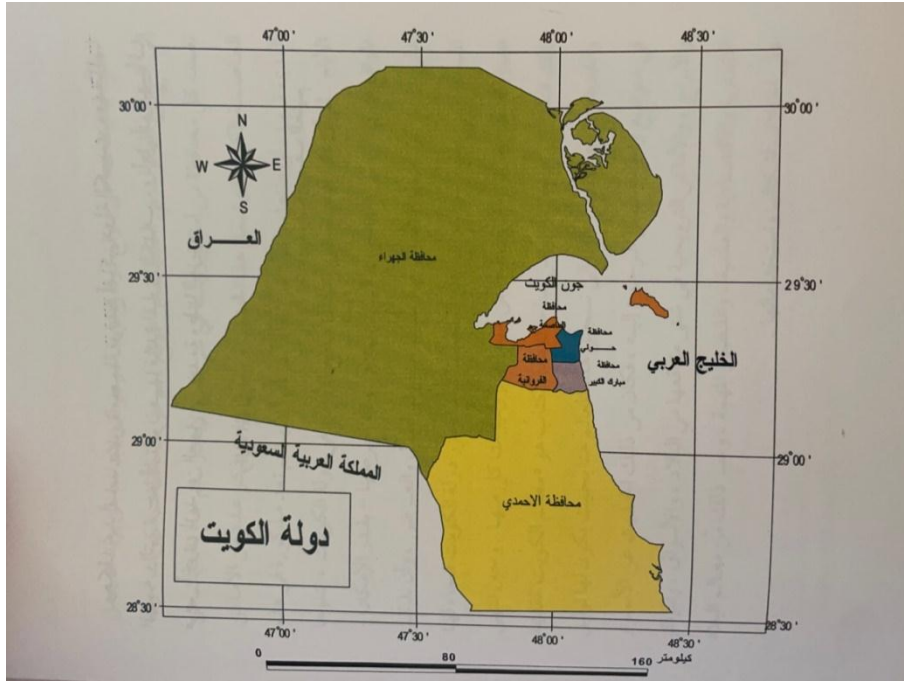 47°00'
47°30'
48°00'
48°30'
30°00'
30°00'
N
W
E
S
العـــــراق
محافظة الجهراء
29°30'
29°30'
جون الكويت
محافظة
العاصمة
محافظة
حـــولي
الخليج العربي
محافظة
الفروانية
محافظة
مبارك الكبير
29°00'
29°00'
المملكة العربية السعودية
محافظة الاحمدي
دولة الكويت
28°30'
28°30'
47°00'
47°30'
48°00'
48°30'
0
80
160
كيلومتر